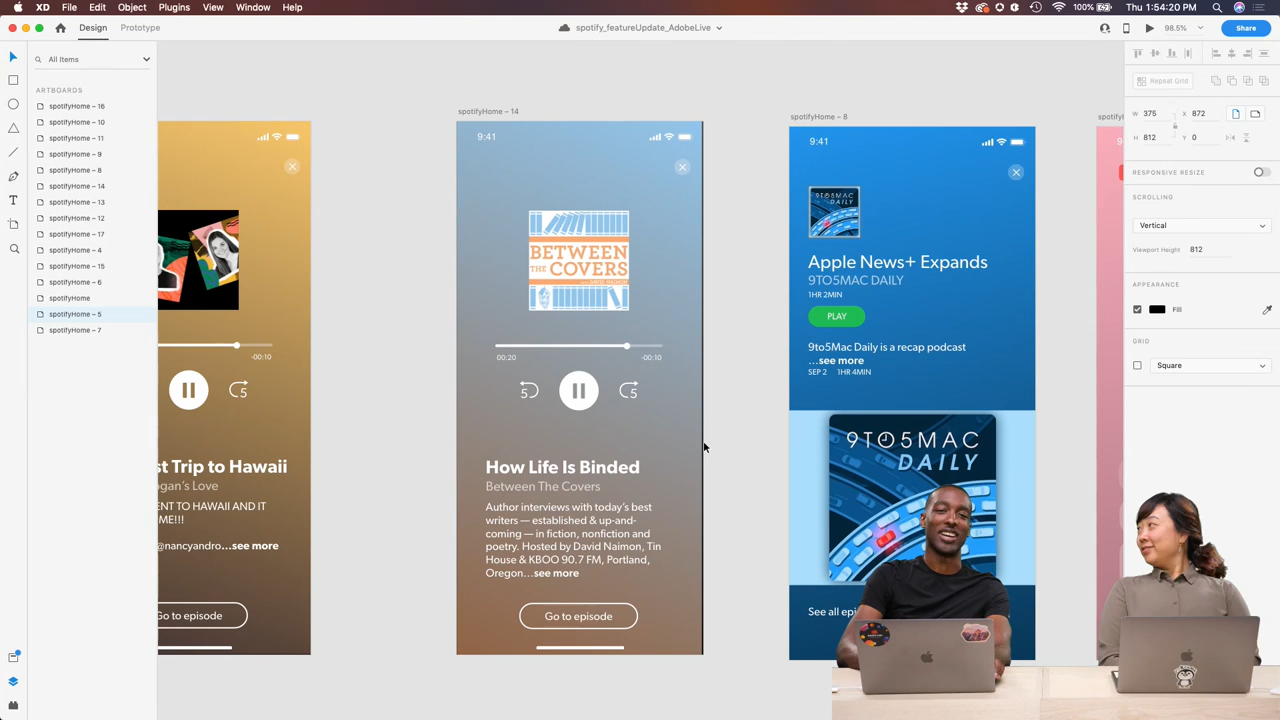 XD File Edit Object Plugins View Window Help
100% Thu 1:54:20 PM
Design Prototype
spotify_featureUpdate_AdobeLive
98.5%
Share
All Items
ARTBOARDS
spotifyHome – 16
spotifyHome – 10
spotifyHome – 11
spotifyHome – 9
spotifyHome – 8
spotifyHome – 14
spotifyHome – 13
spotifyHome – 12
spotifyHome – 17
spotifyHome – 4
spotifyHome – 15
spotifyHome – 6
spotifyHome
spotifyHome – 5
spotifyHome – 7
-00:10
5
st Trip to Hawaii
ogan's Love
ENT TO HAWAII AND IT
ME!!!
@nancyandro...see more
Go to episode
spotifyHome – 14
9:41
BETWEEN
THE COVERS
00:20
-00:10
5
5
How Life Is Binded
Between The Covers
Author interviews with today's best
writers — established & up-and-
coming — in fiction, nonfiction and
poetry. Hosted by David Naimon, Tin
House & KBOO 90.7 FM, Portland,
Oregon...see more
Go to episode
spotifyHome – 8
9:41
9TO5MAC
DAILY
Apple News+ Expands
9TO5MAC DAILY
1HR 2MIN
PLAY
9to5Mac Daily is a recap podcast
...see more
SEP 2 1HR 4MIN
9TO5MAC
DAILY
See all epi
spotifyH
9
Repeat Grid
W 375 X 872
H 812 Y 0
RESPONSIVE RESIZE
SCROLLING
Vertical
Viewport Height 812
APPEARANCE
Fill
GRID
Square